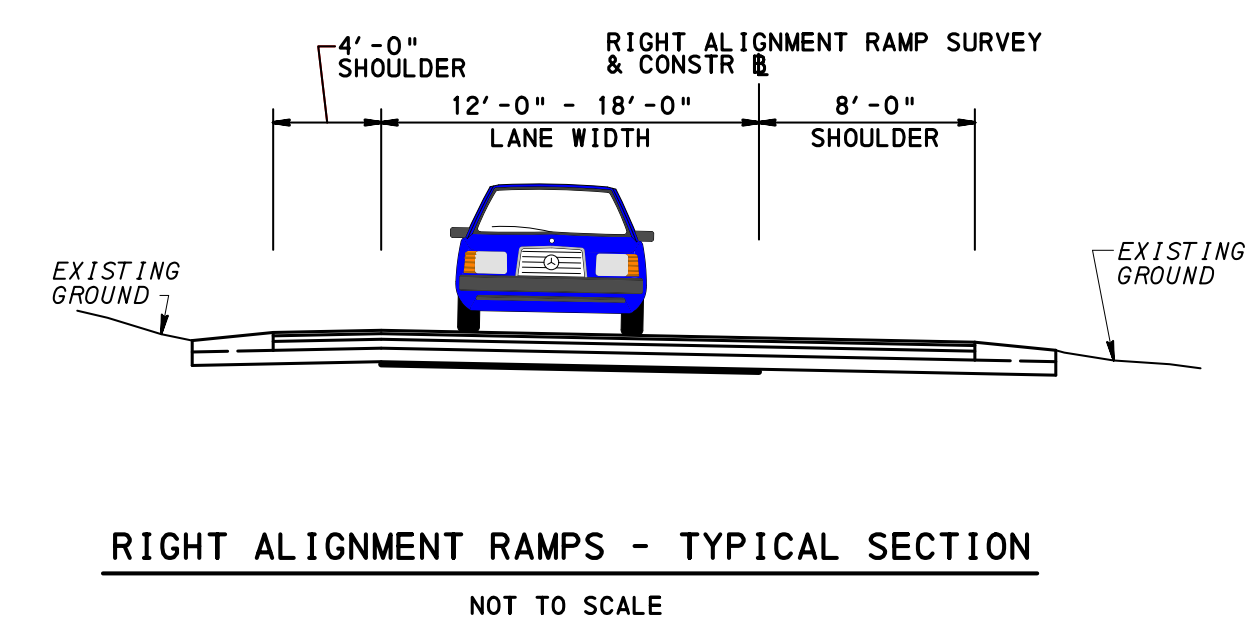 4'-0"
SHOULDER
RIGHT ALIGNMENT RAMP SURVEY
& CONSTR BL
12'-0" - 18'-0"
LANE WIDTH
8'-0"
SHOULDER
EXISTING
GROUND
EXISTING
GROUND
RIGHT ALIGNMENT RAMPS - TYPICAL SECTION
NOT TO SCALE